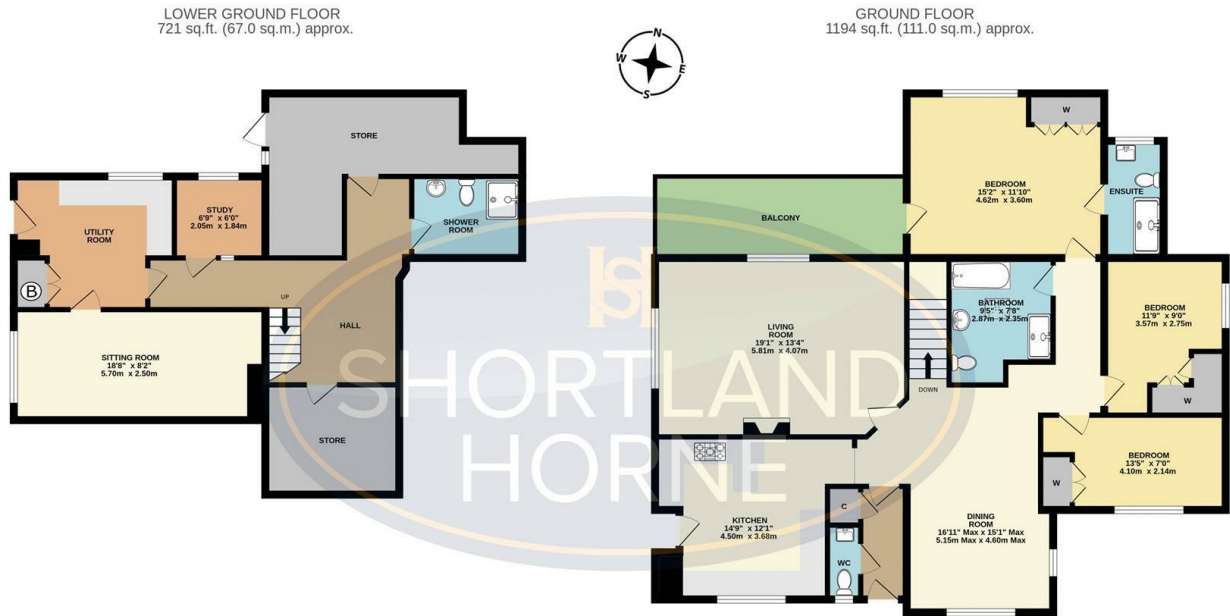 LOWER GROUND FLOOR
721 sq.ft. (67.0 sq.m.) approx.
GROUND FLOOR
1194 sq.ft. (111.0 sq.m.) approx.
N
W
E
S
STORE
STUDY
6'9" x 6'0"
2.05m x 1.84m
UTILITY
ROOM
SHOWER
ROOM
B
UP
HALL
SITTING ROOM
18'8" x 8'2"
5.70m x 2.50m
STORE
W
BEDROOM
15'2" x 11'10"
4.62m x 3.60m
ENSUITE
BALCONY
BATHROOM
9'5" x 7'8"
2.87m x 2.35m
BEDROOM
11'9" x 9'0"
3.57m x 2.75m
LIVING
ROOM
19'1" x 13'4"
5.81m x 4.07m
DOWN
W
BEDROOM
13'5" x 7'0"
4.10m x 2.14m
W
KITCHEN
14'9" x 12'1"
4.50m x 3.68m
C
WC
DINING
ROOM
16'11" Max x 15'1" Max
5.15m Max x 4.60m Max
SH
SHORTLAND
HORNE